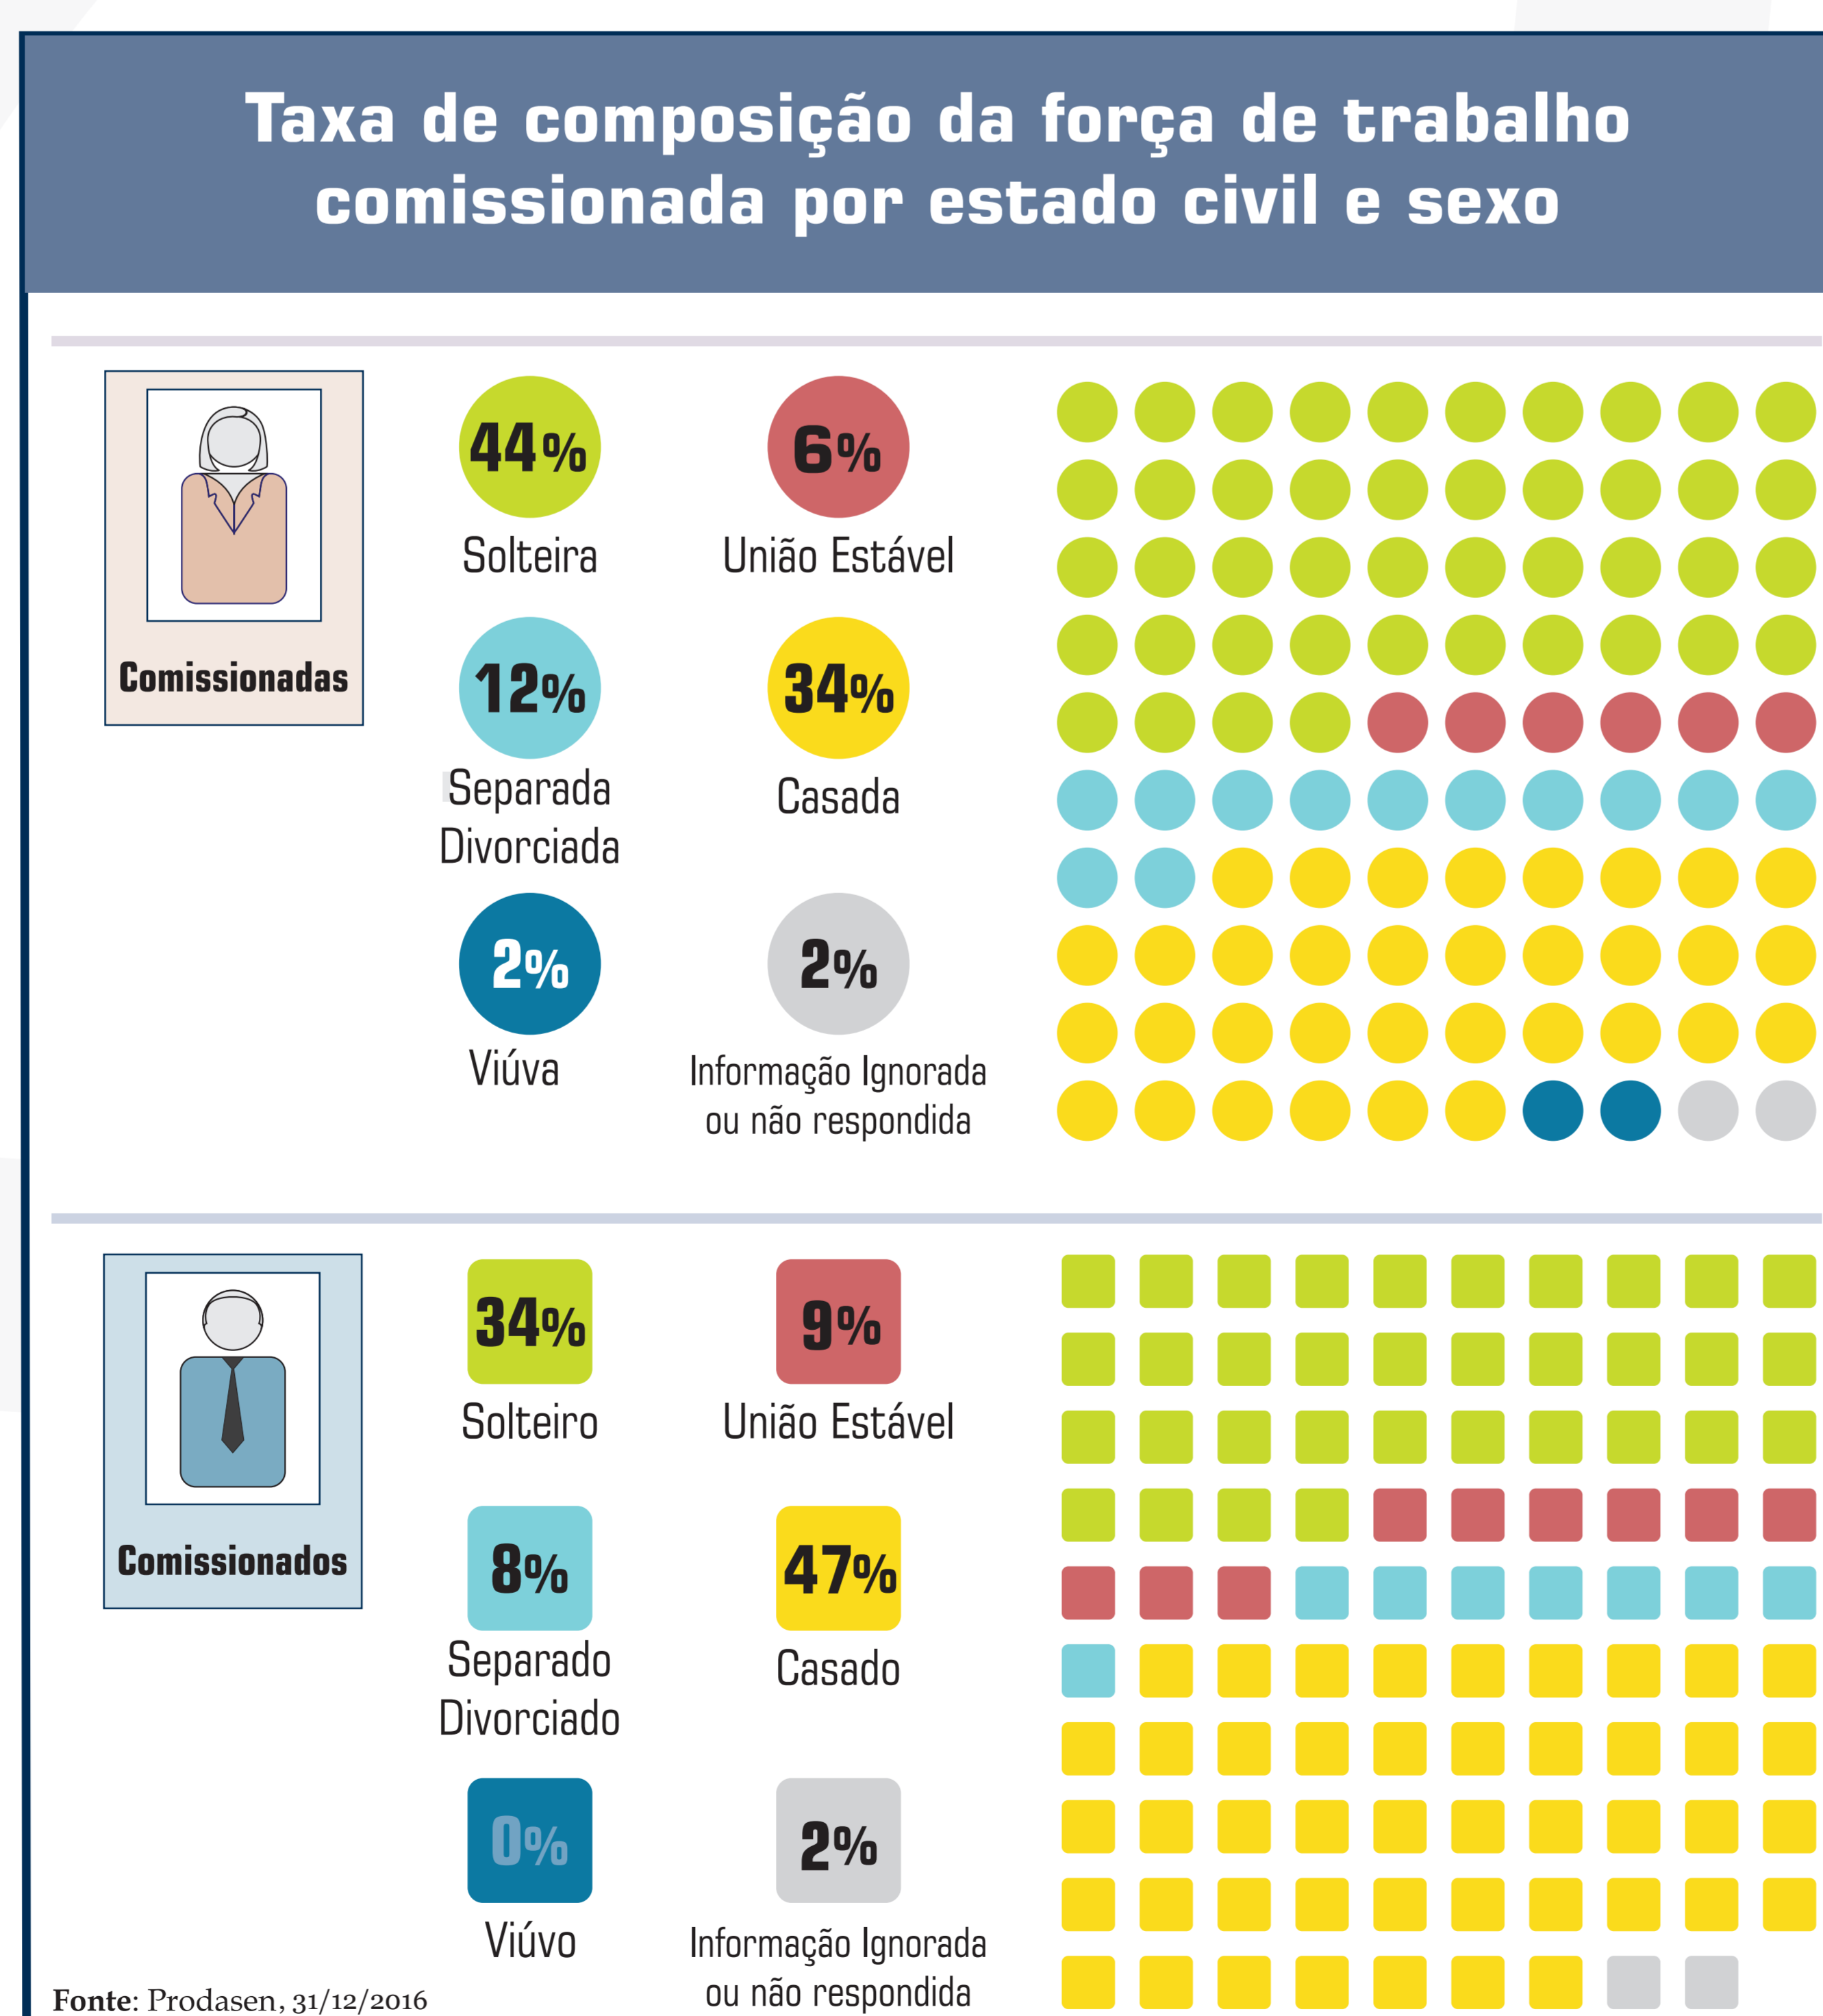 Taxa de composição da força de trabalho
comissionada por estado civil e sexo
Comissionadas
44%
Solteira
6%
União Estável
12%
Separada
Divorciada
34%
Casada
2%
Viúva
2%
Informação Ignorada
ou não respondida
Comissionados
34%
Solteiro
9%
União Estável
8%
Separado
Divorciado
47%
Casado
0%
Viúvo
2%
Informação Ignorada
ou não respondida
Fonte: Prodasen, 31/12/2016